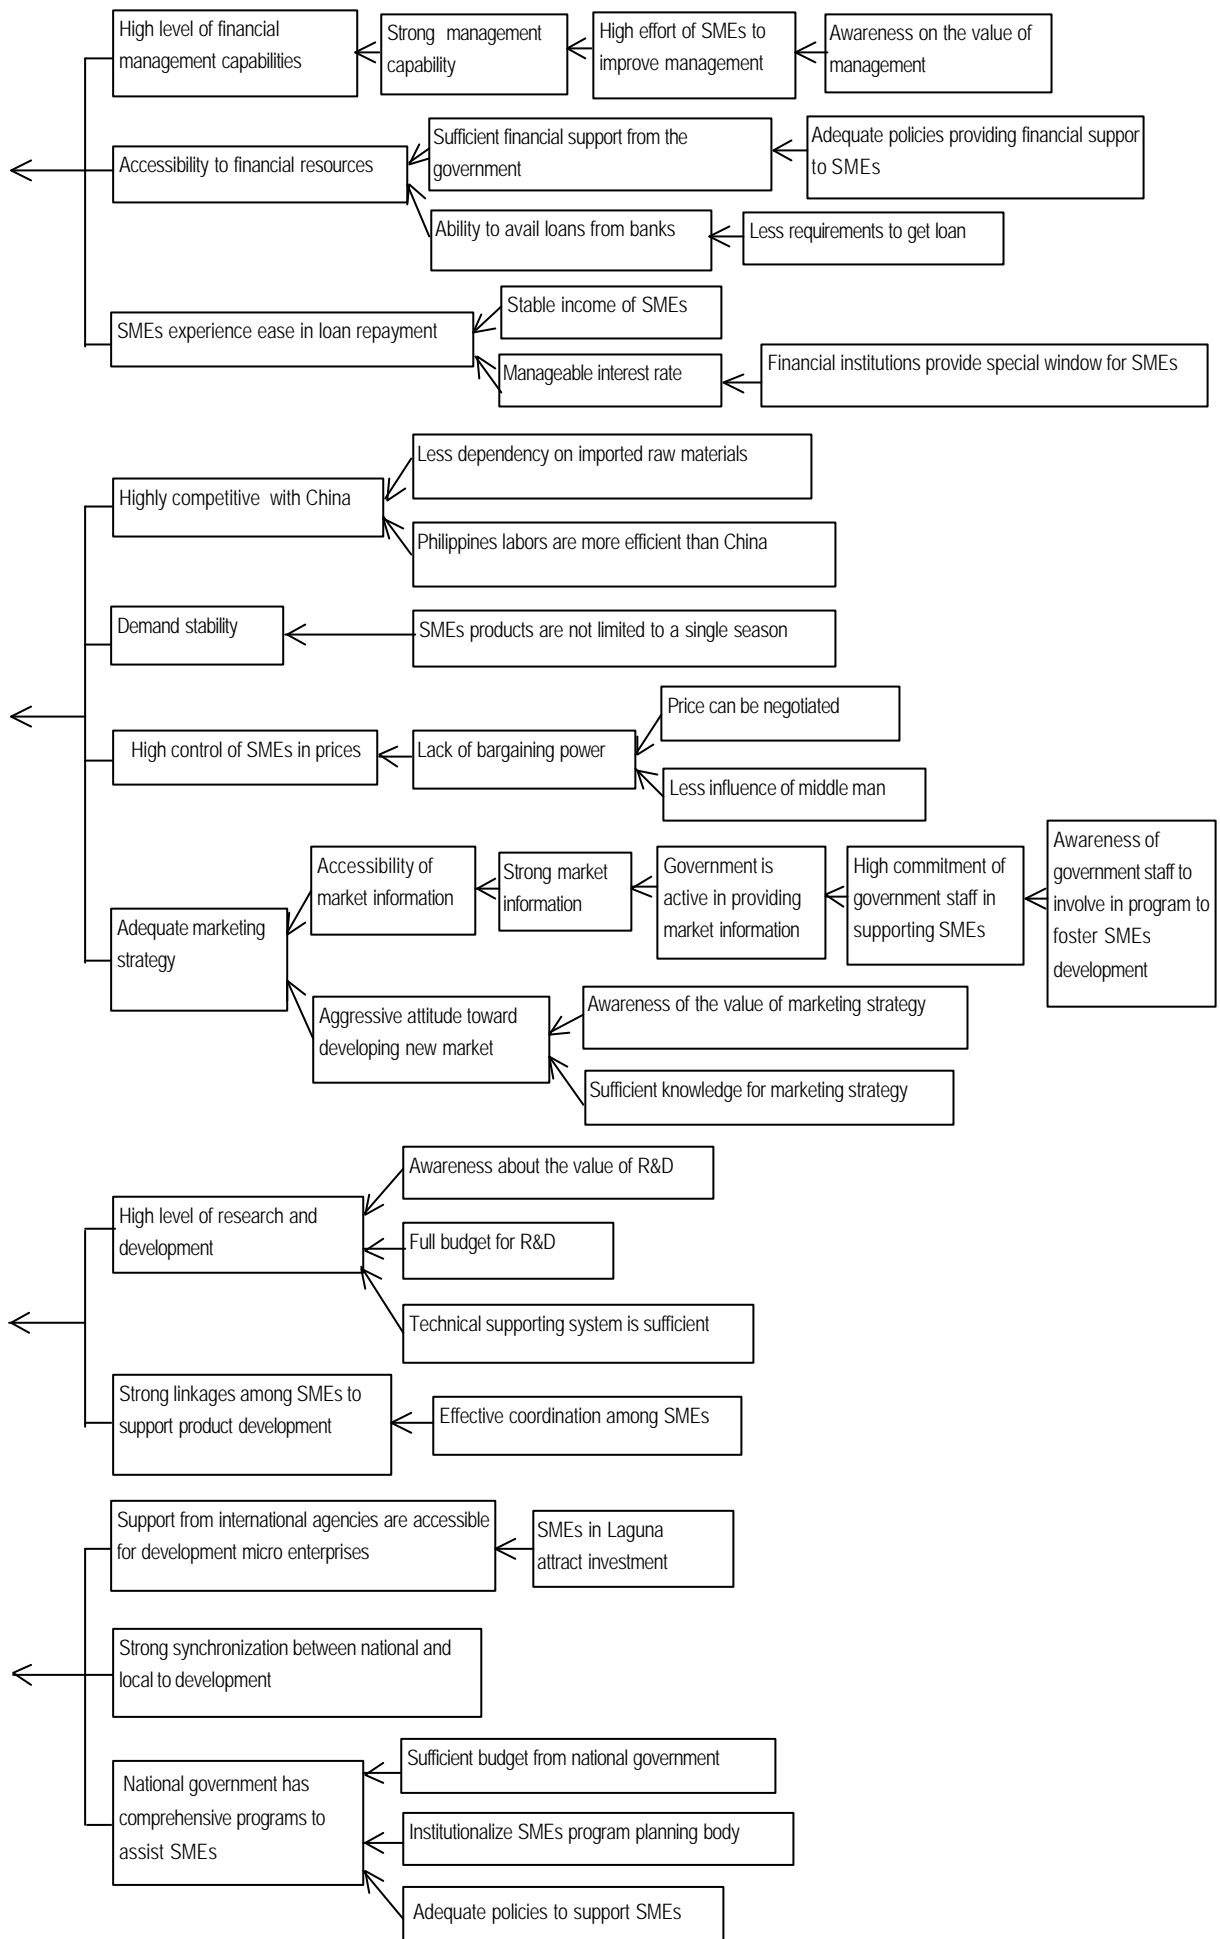 High level of financial
management capabilities
Strong management
capability
High effort of SMEs to
improve management
Awareness on the value of
management
Accessibility to financial resources
Sufficient financial support from the
government
Adequate policies providing financial suppor
to SMEs
Ability to avail loans from banks
Less requirements to get loan
SMEs experience ease in loan repayment
Stable income of SMEs
Manageable interest rate
Financial institutions provide special window for SMEs
Highly competitive with China
Less dependency on imported raw materials
Philippines labors are more efficient than China
Demand stability
SMEs products are not limited to a single season
High control of SMEs in prices
Lack of bargaining power
Price can be negotiated
Less influence of middle man
Adequate marketing
strategy
Accessibility of
market information
Strong market
information
Government is
active in providing
market information
High commitment of
government staff in
supporting SMEs
Awareness of
government staff to
involve in program to
foster SMEs
development
Aggressive attitude toward
developing new market
Awareness of the value of marketing strategy
Sufficient knowledge for marketing strategy
High level of research and
development
Awareness about the value of R&D
Full budget for R&D
Technical supporting system is sufficient
Strong linkages among SMEs to
support product development
Effective coordination among SMEs
Support from international agencies are accessible
for development micro enterprises
SMEs in Laguna
attract investment
Strong synchronization between national and
local to development
National government has
comprehensive programs to
assist SMEs
Sufficient budget from national government
Institutionalize SMEs program planning body
Adequate policies to support SMEs